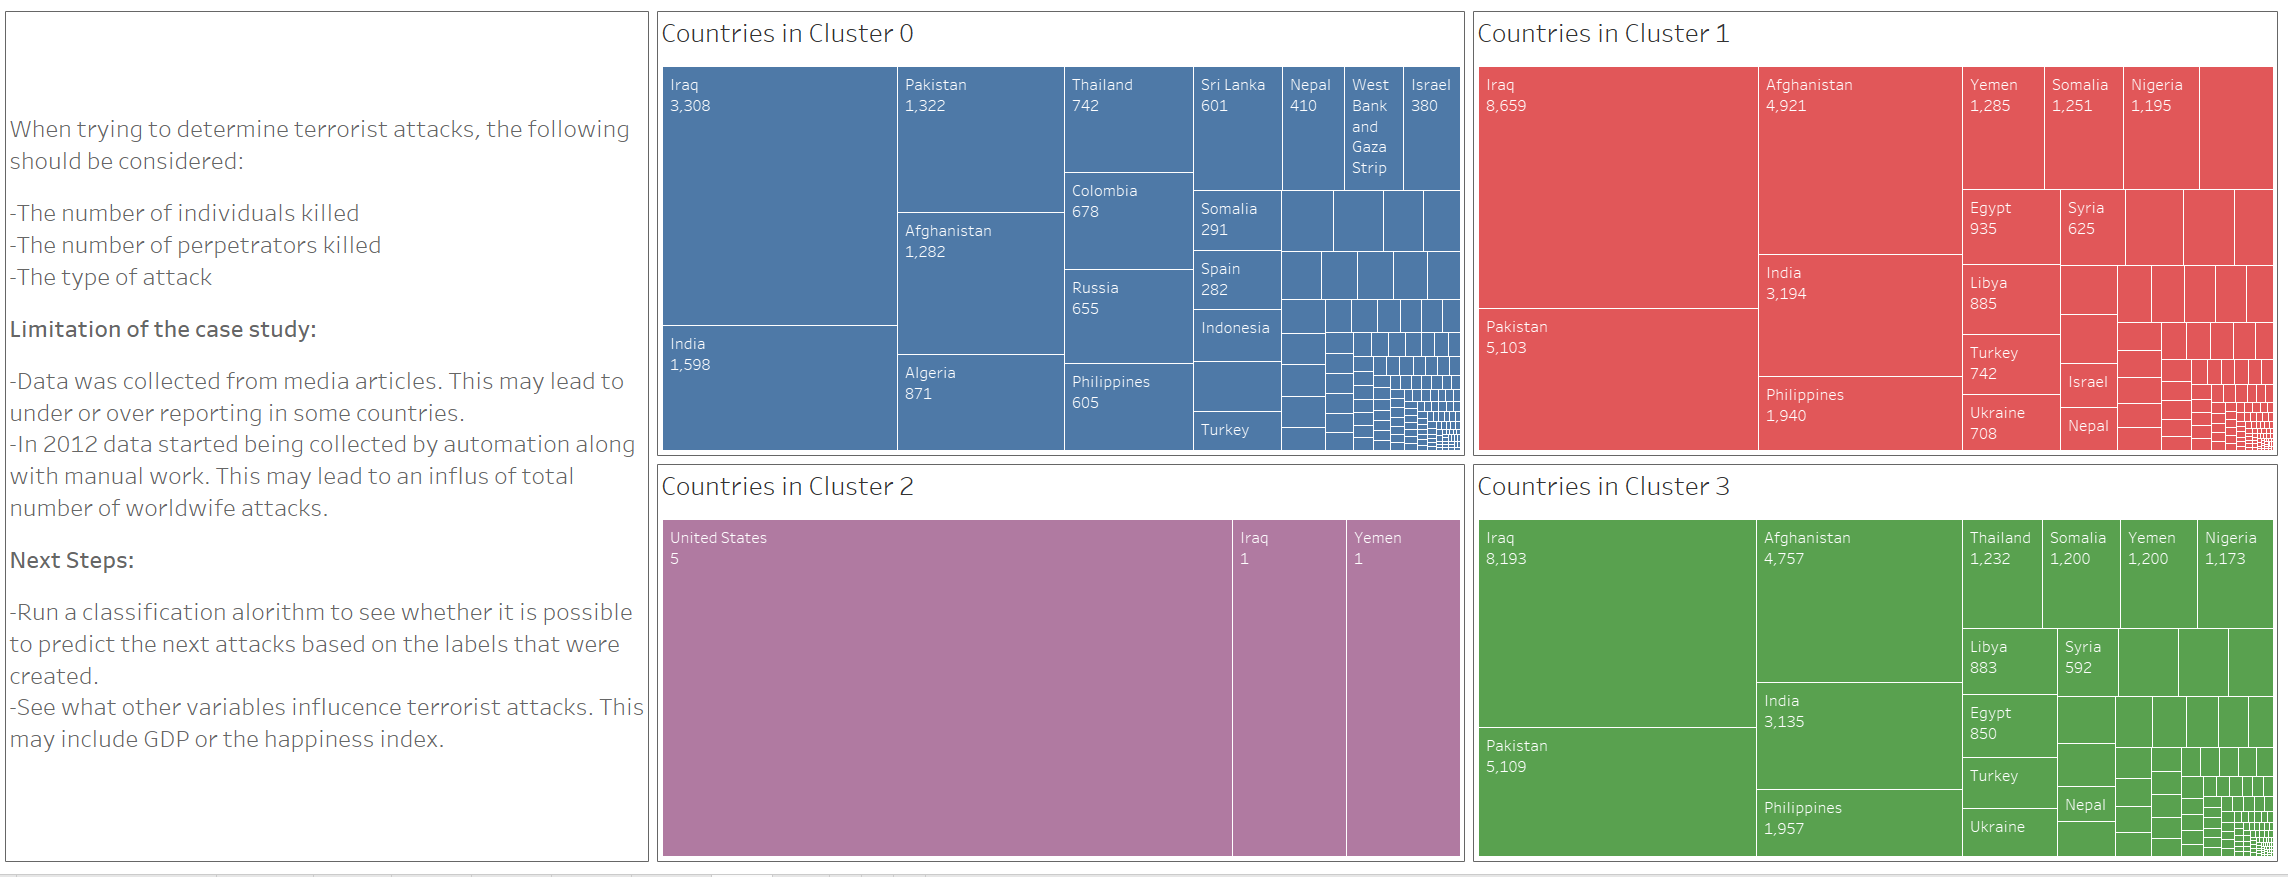 When trying to determine terrorist attacks, the following
should be considered:
-The number of individuals killed
-The number of perpetrators killed
-The type of attack
Limitation of the case study:
-Data was collected from media articles. This may lead to
under or over reporting in some countries.
-In 2012 data started being collected by automation along
with manual work. This may lead to an influs of total
number of worldwife attacks.
Next Steps:
-Run a classification alorithm to see whether it is possible
to predict the next attacks based on the labels that were
created.
-See what other variables influcence terrorist attacks. This
may include GDP or the happiness index.
Countries in Cluster 0
Iraq
3,308
India
1,598
Pakistan
1,322
Afghanistan
1,282
Algeria
871
Thailand
742
Colombia
678
Russia
655
Philippines
605
Sri Lanka
601
Somalia
291
Spain
282
Indonesia
Turkey
Nepal
410
West
Bank
and
Gaza
Strip
Israel
380
Countries in Cluster 1
Iraq
8,659
Pakistan
5,103
Afghanistan
4,921
India
3,194
Philippines
1,940
Yemen
1,285
Somalia
1,251
Nigeria
1,195
Egypt
935
Libya
885
Turkey
742
Ukraine
708
Syria
625
Israel
Nepal
Countries in Cluster 2
United States
5
Iraq
1
Yemen
1
Countries in Cluster 3
Iraq
8,193
Pakistan
5,109
Afghanistan
4,757
India
3,135
Philippines
1,957
Thailand
1,232
Somalia
1,200
Yemen
1,200
Nigeria
1,173
Libya
883
Egypt
850
Turkey
Ukraine
Syria
592
Nepal